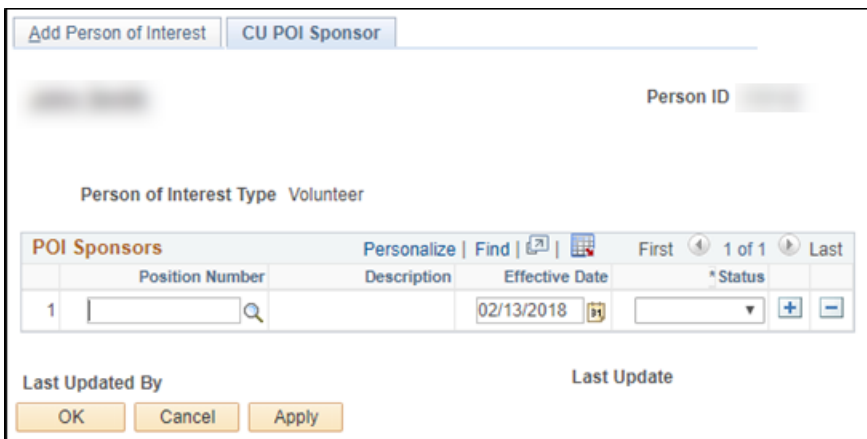 Add Person of Interest CU POI Sponsor
Person ID
Person of Interest Type Volunteer
POI Sponsors Personalize | Find | | First 1 of 1 Last
Position Number Description Effective Date *Status
1 02/13/2018
Last Updated By Last Update
OK Cancel Apply